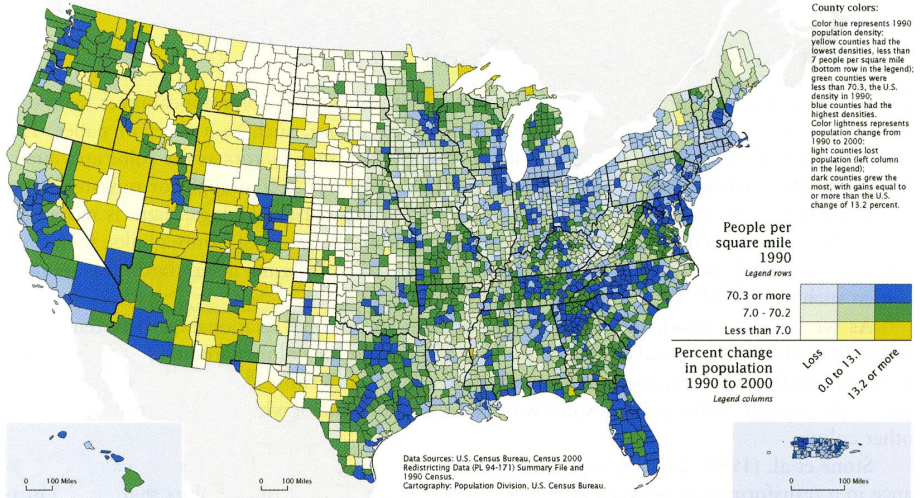 County colors:
Color hue represents 1990
population density:
yellow counties had the
lowest densities, less than
7 people per square mile
(bottom row in the legend);
green counties were
less than 70.3, the U.S.
density in 1990;
blue counties had the
highest densities.
Color lightness represents
population change from
1990 to 2000:
light counties lost
population (left column
in the legend);
dark counties grew the
most, with gains equal to
or more than the U.S.
change of 13.2 percent.
People per
square mile
1990
Legend rows
70.3 or more
7.0 - 70.2
Less than 7.0
Percent change
in population
1990 to 2000
Legend columns
Loss
0.0 to 13.1
13.2 or more
Data Sources: U.S. Census Bureau, Census 2000
Redistricting Data (PL 94-171) Summary File and
1990 Census.
Cartography: Population Division, U.S. Census Bureau.
0 100 Miles
0 100 Miles
0 100 Miles